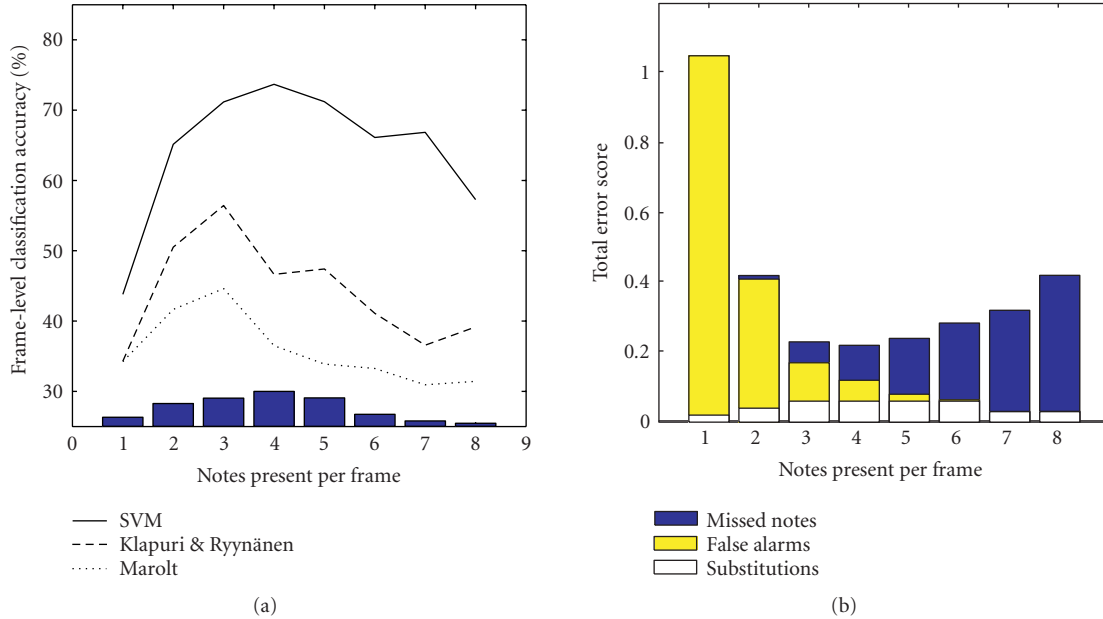 80
70
60
50
40
30
0 1 2 3 4 5 6 7 8 9
Frame-level classification accuracy (%)
Notes present per frame
SVM
Klapuri & Ryynänen
Marolt
(a)
1
0.8
0.6
0.4
0.2
0
1 2 3 4 5 6 7 8
Total error score
Notes present per frame
Missed notes
False alarms
Substitutions
(b)